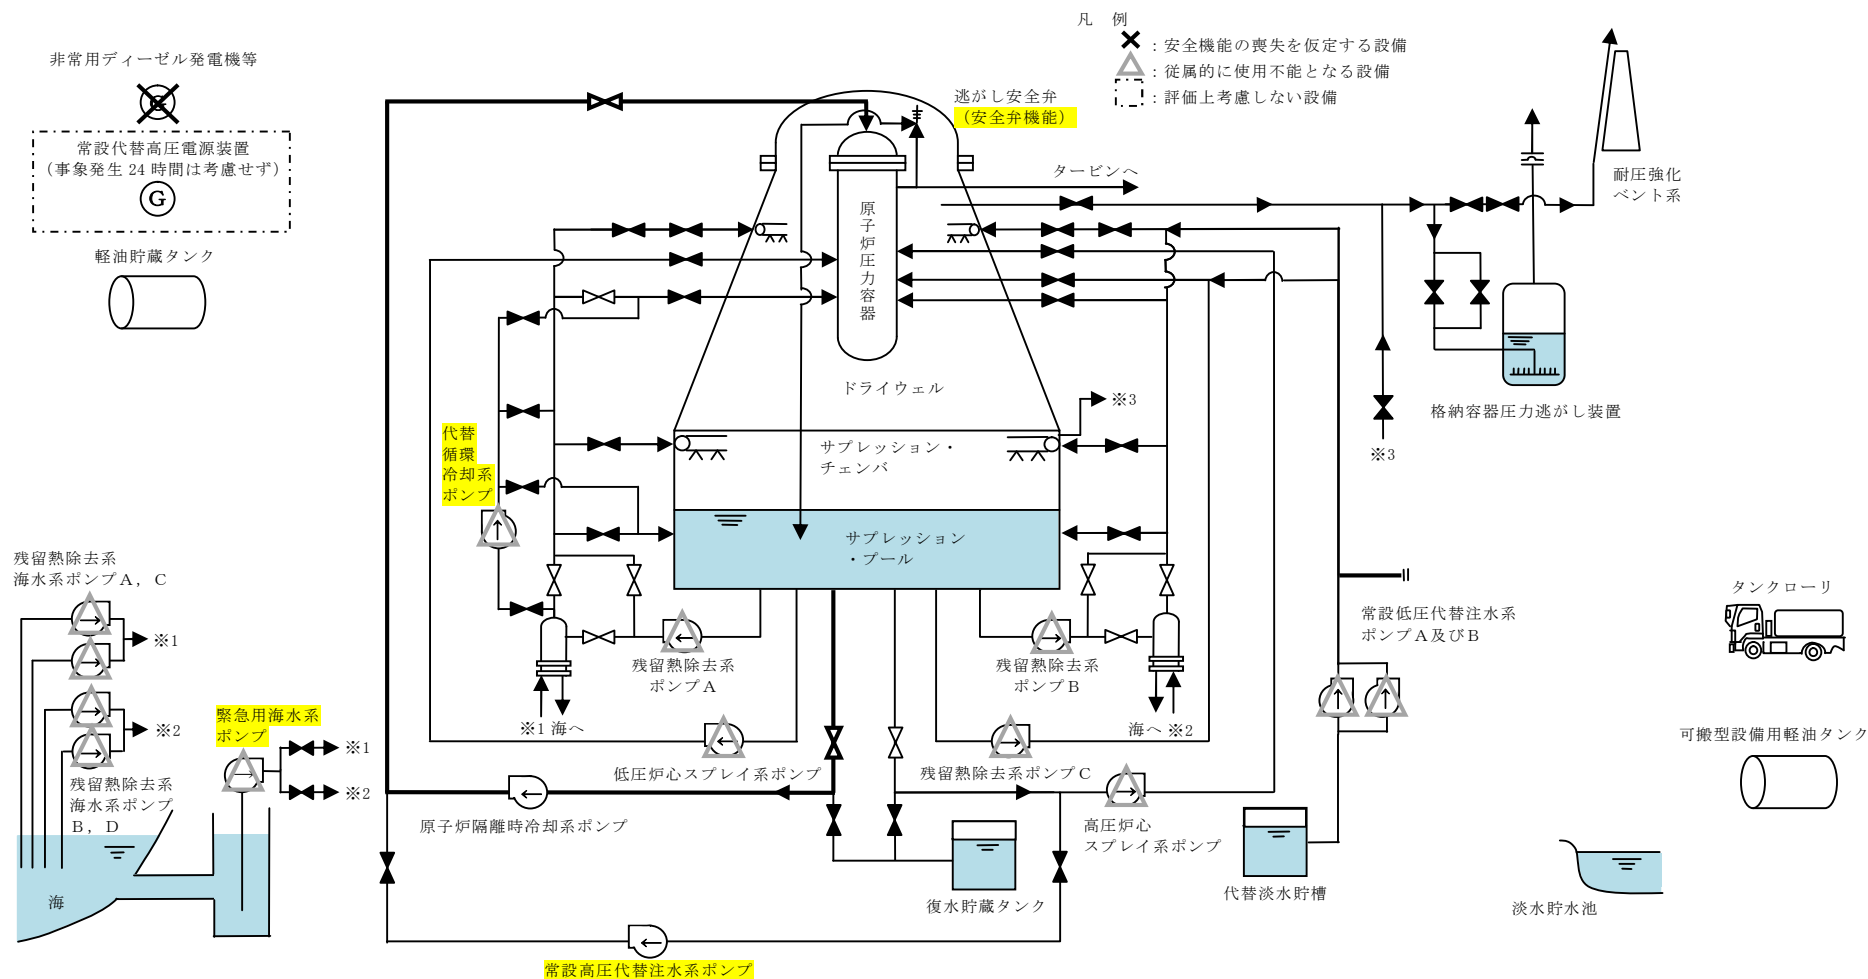 凡 例
:安全機能の喪失を仮定する設備
:従属的に使用不能となる設備
:評価上考慮しない設備
非常用ディーゼル発電機等
G
常設代替高圧電源装置
(事象発生24時間は考慮せず)
G
軽油貯蔵タンク
逃がし安全弁
(安全弁機能)
タービンへ
原子炉圧力容器
ドライウェル
※3
サプレッション・
チェンバ
サプレッション
・プール
耐圧強化
ベント系
格納容器圧力逃がし装置
※3
代替
循環
冷却系
ポンプ
残留熱除去系
海水系ポンプA,C
※1
※2
残留熱除去系
海水系ポンプ
B,D
緊急用海水系
ポンプ
※1
※2
海
残留熱除去系
ポンプA
※1 海へ
残留熱除去系
ポンプB
海へ ※2
低圧炉心スプレイ系ポンプ
残留熱除去系ポンプC
原子炉隔離時冷却系ポンプ
高圧炉心
スプレイ系ポンプ
復水貯蔵タンク
常設高圧代替注水系ポンプ
常設低圧代替注水系
ポンプA及びB
代替淡水貯槽
タンクローリ
可搬型設備用軽油タンク
淡水貯水池